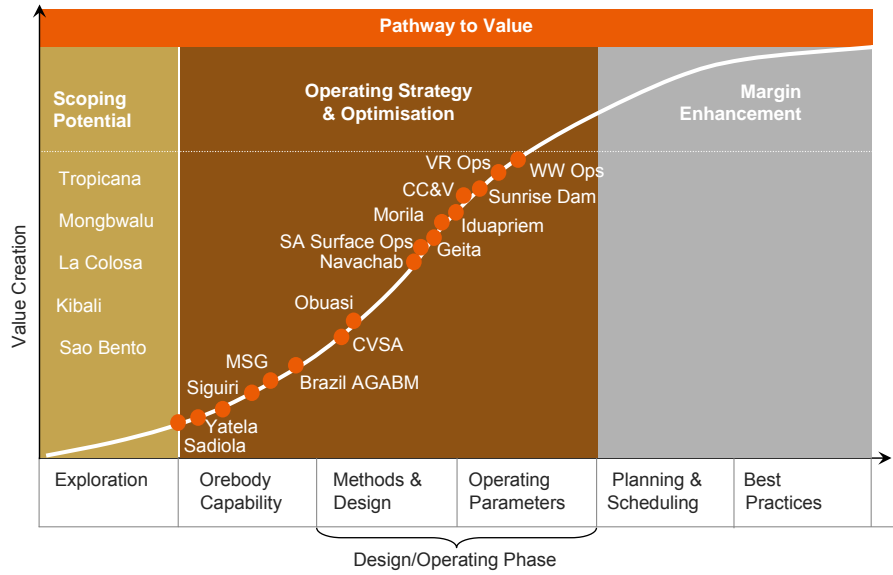 Pathway to Value
Scoping
Potential
Operating Strategy
& Optimisation
Margin
Enhancement
Tropicana
Mongbwalu
La Colosa
Kibali
Sao Bento
VR Ops
WW Ops
CC&V
Sunrise Dam
Morila
Iduapriem
SA Surface Ops
Geita
Navachab
Obuasi
CVSA
MSG
Brazil AGABM
Siguiri
Yatela
Sadiola
Value Creation
Exploration
Orebody
Capability
Methods &
Design
Operating
Parameters
Planning &
Scheduling
Best
Practices
Design/Operating Phase